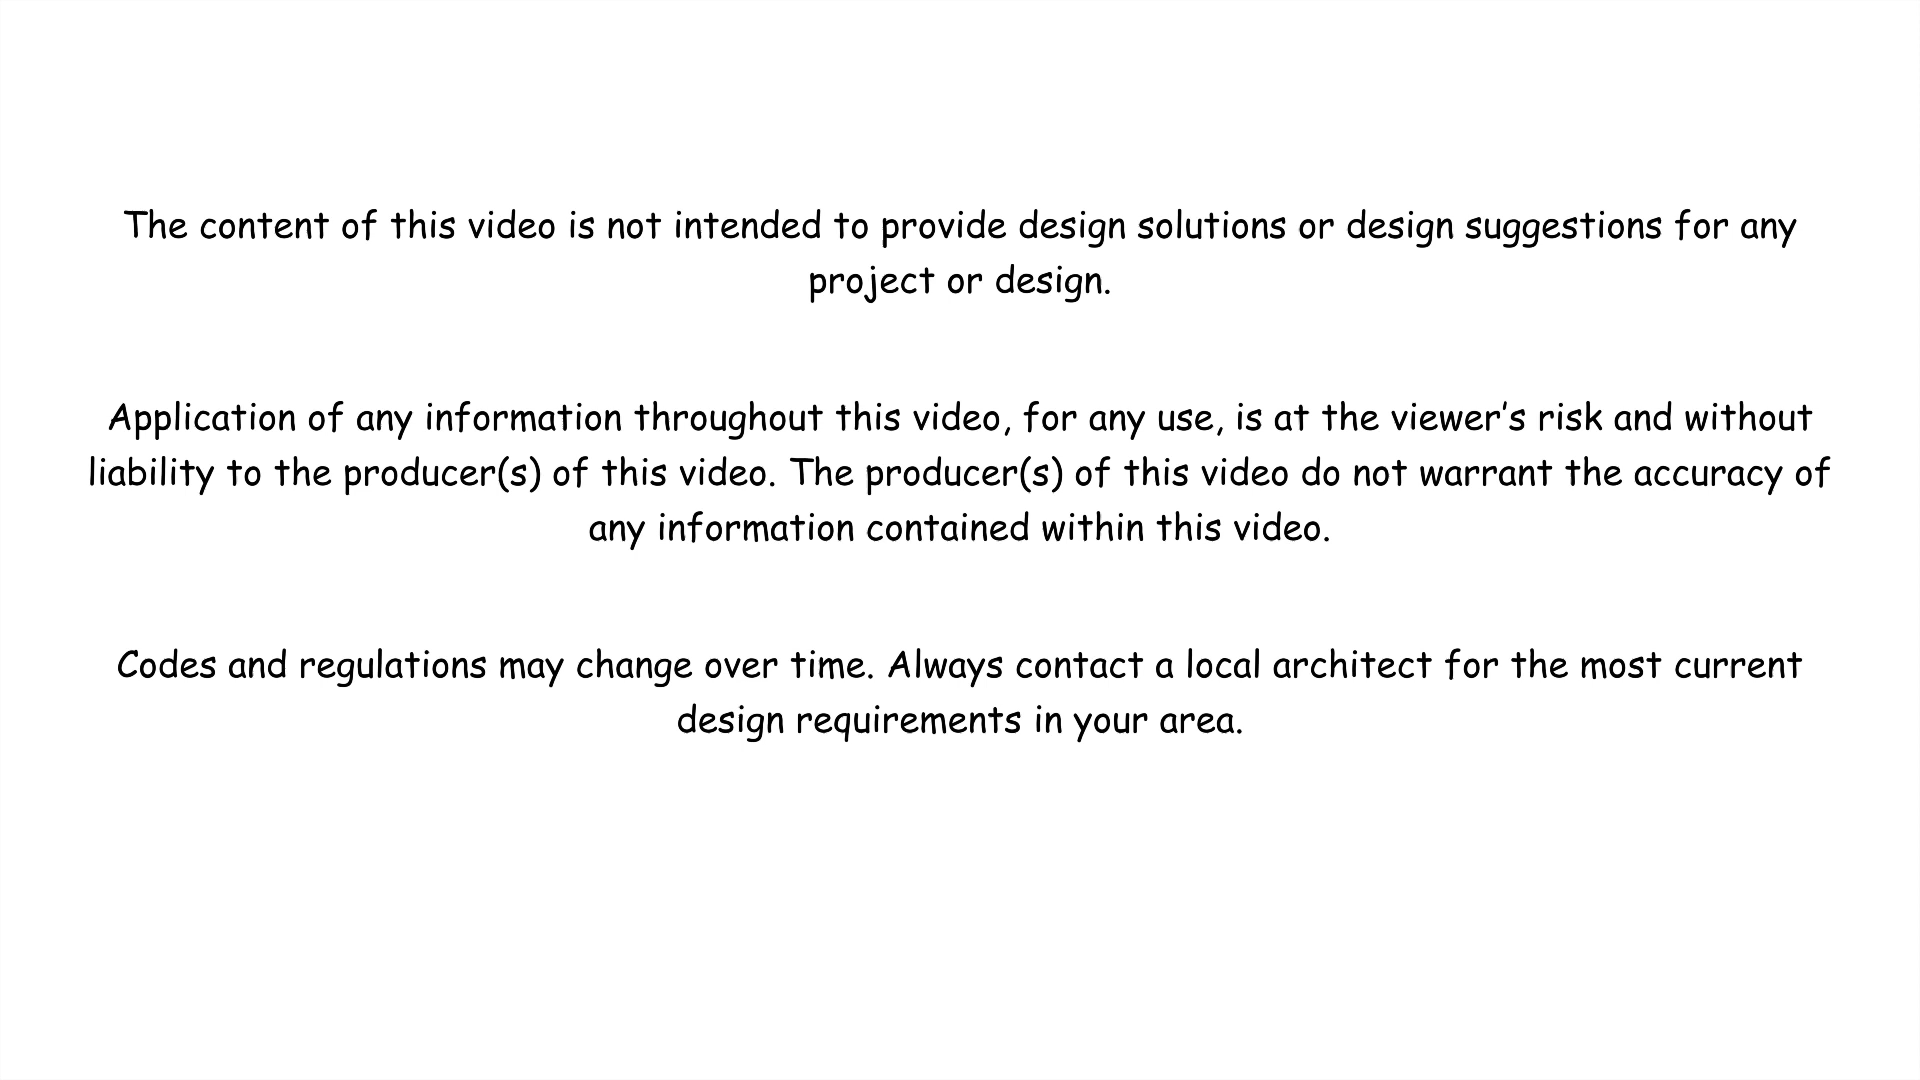 The content of this video is not intended to provide design solutions or design suggestions for any
project or design.
Application of any information throughout this video, for any use, is at the viewer’s risk and without
liability to the producer(s) of this video. The producer(s) of this video do not warrant the accuracy of
any information contained within this video.
Codes and regulations may change over time. Always contact a local architect for the most current
design requirements in your area.